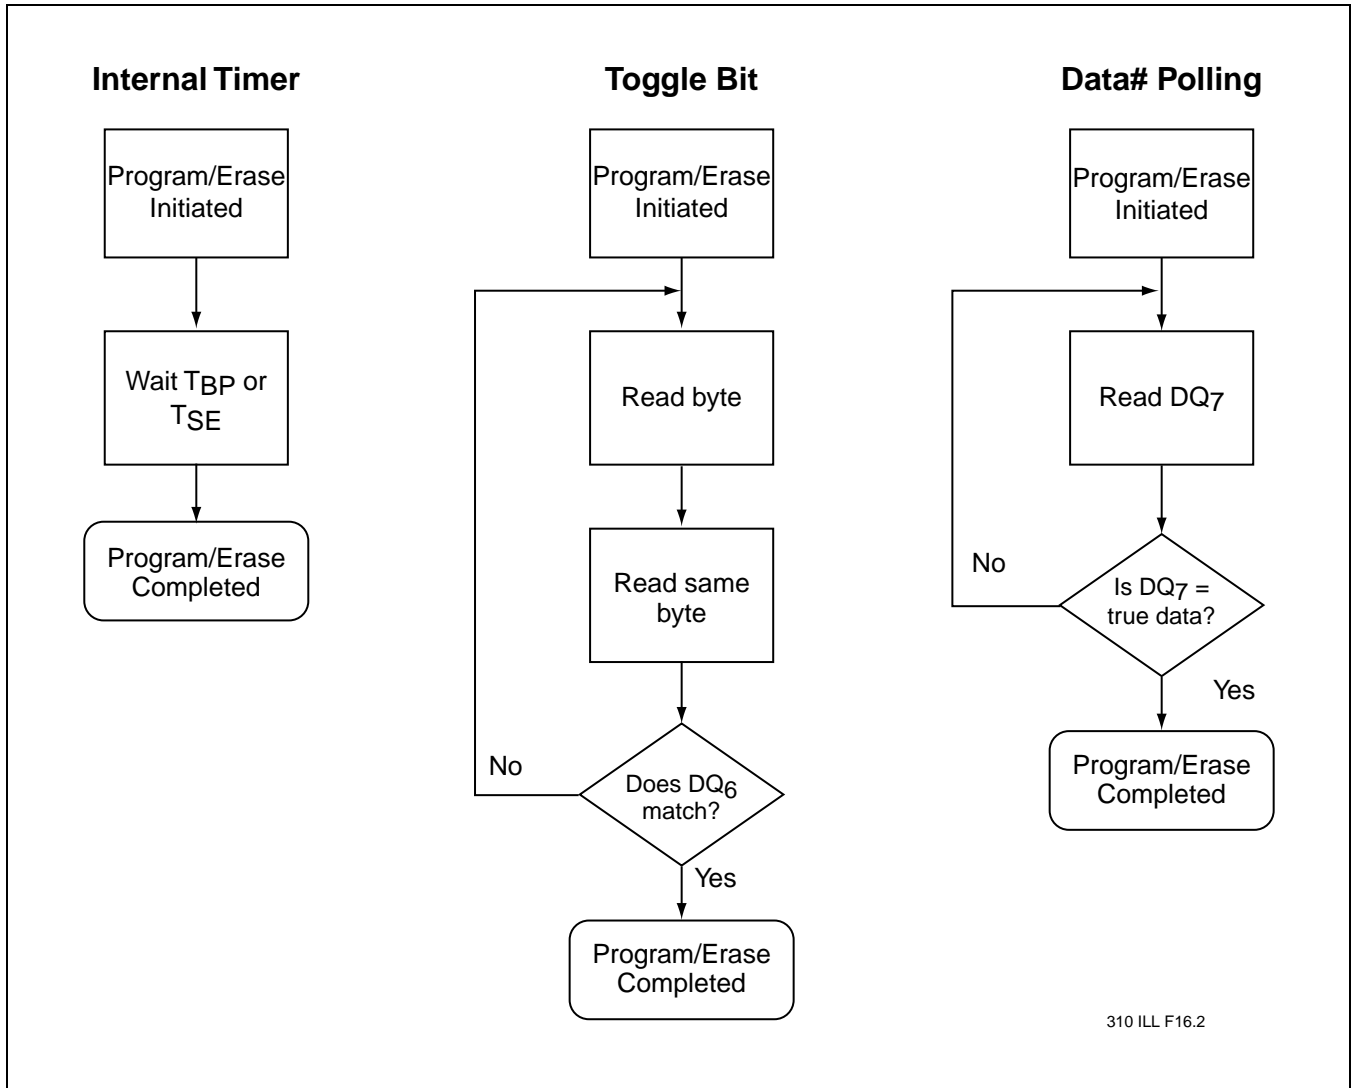 Internal Timer
Program/Erase
Initiated
Wait TBP or
TSE
Program/Erase
Completed
Toggle Bit
Program/Erase
Initiated
Read byte
Read same
byte
No
Does DQ6
match?
Yes
Program/Erase
Completed
Data# Polling
Program/Erase
Initiated
Read DQ7
No
Is DQ7 =
true data?
Yes
Program/Erase
Completed
310 ILL F16.2